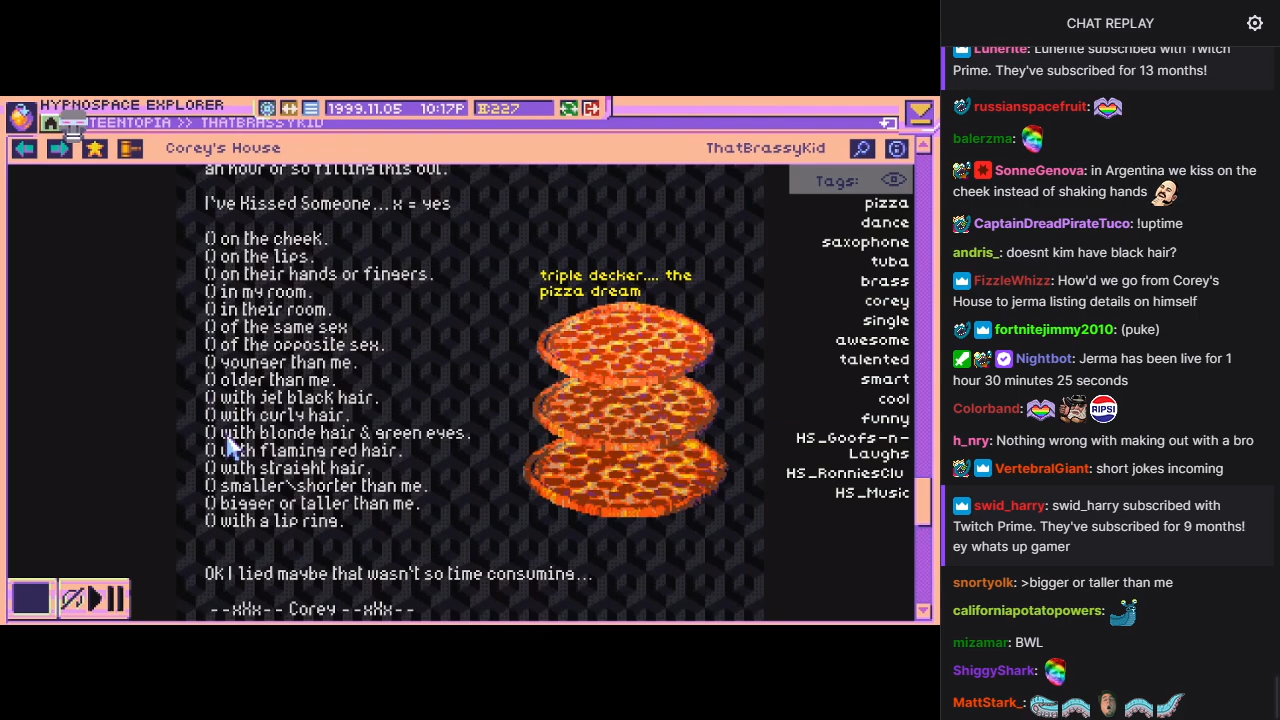 CHAT REPLAY
HYPNOSPACE EXPLORER
1999.11.05 10:17P
227
TEENTOPIA >> THATBRASSYKID
Corey's House
ThatBrassyKid
an hour or so filling this out.
I've Kissed Someone... x = yes
() on the cheek.
() on the lips.
() on their hands or fingers.
() in my room.
() in their room.
() of the same sex
() of the opposite sex.
() younger than me.
() older than me.
() with jet black hair.
() with curly hair.
() with blonde hair & green eyes.
() with flaming red hair.
() with straight hair.
() smaller\shorter than me.
() bigger or taller than me.
() with a lip ring.
OK I lied maybe that wasn't so time consuming...
--xXx-- Corey --xXx--
triple decker.... the
pizza dream
Tags:
pizza
dance
saxophone
tuba
brass
corey
single
awesome
talented
smart
cool
funny
HS_Goofs-n-
Laughs
HS_RonniesClu
HS_Music
Lunerite: Lunerite subscribed with Twitch
Prime. They've subscribed for 13 months!
russianspacefruit:
balerzma:
SonneGenova: in Argentina we kiss on the
cheek instead of shaking hands
CaptainDreadPirateTuco: !uptime
andris_: doesnt kim have black hair?
FizzleWhizz: How'd we go from Corey's
House to jerma listing details on himself
fortnitejimmy2010: (puke)
Nightbot: Jerma has been live for 1
hour 30 minutes 25 seconds
Colorband: RIPSI
h_nry: Nothing wrong with making out with a bro
VertebralGiant: short jokes incoming
swid_harry: swid_harry subscribed with
Twitch Prime. They've subscribed for 9 months!
ey whats up gamer
snortyolk: >bigger or taller than me
californiapotatopowers:
mizamar: BWL
ShiggyShark:
MattStark_: